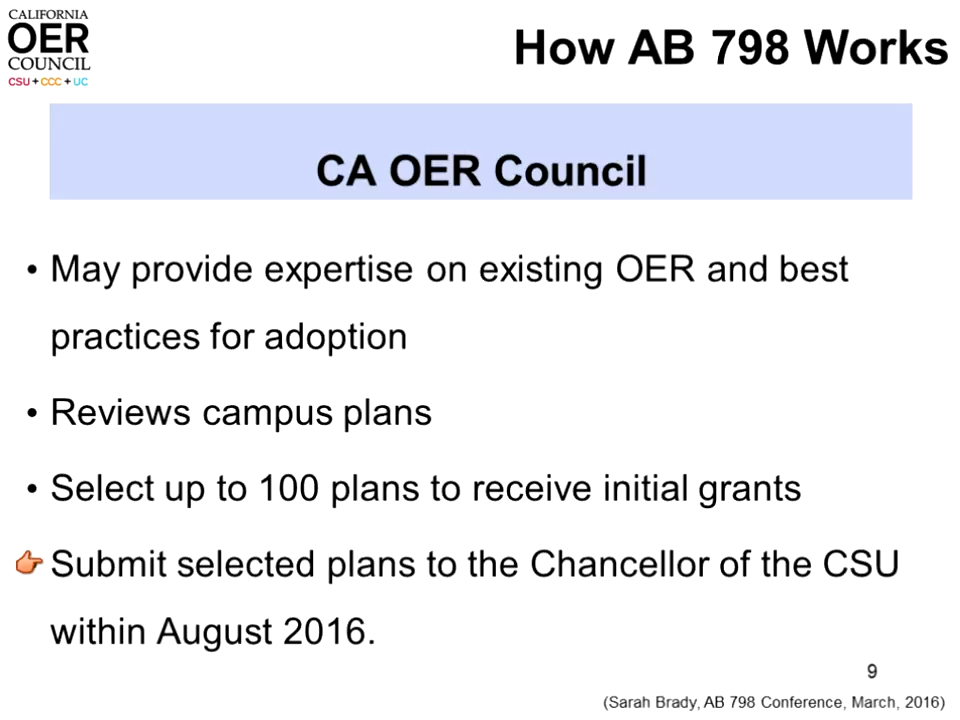 CALIFORNIA
OER
COUNCIL
CSU + CCC + UC
How AB 798 Works
CA OER Council
• May provide expertise on existing OER and best
practices for adoption
• Reviews campus plans
• Select up to 100 plans to receive initial grants
Submit selected plans to the Chancellor of the CSU
within August 2016.
9
(Sarah Brady, AB 798 Conference, March, 2016)